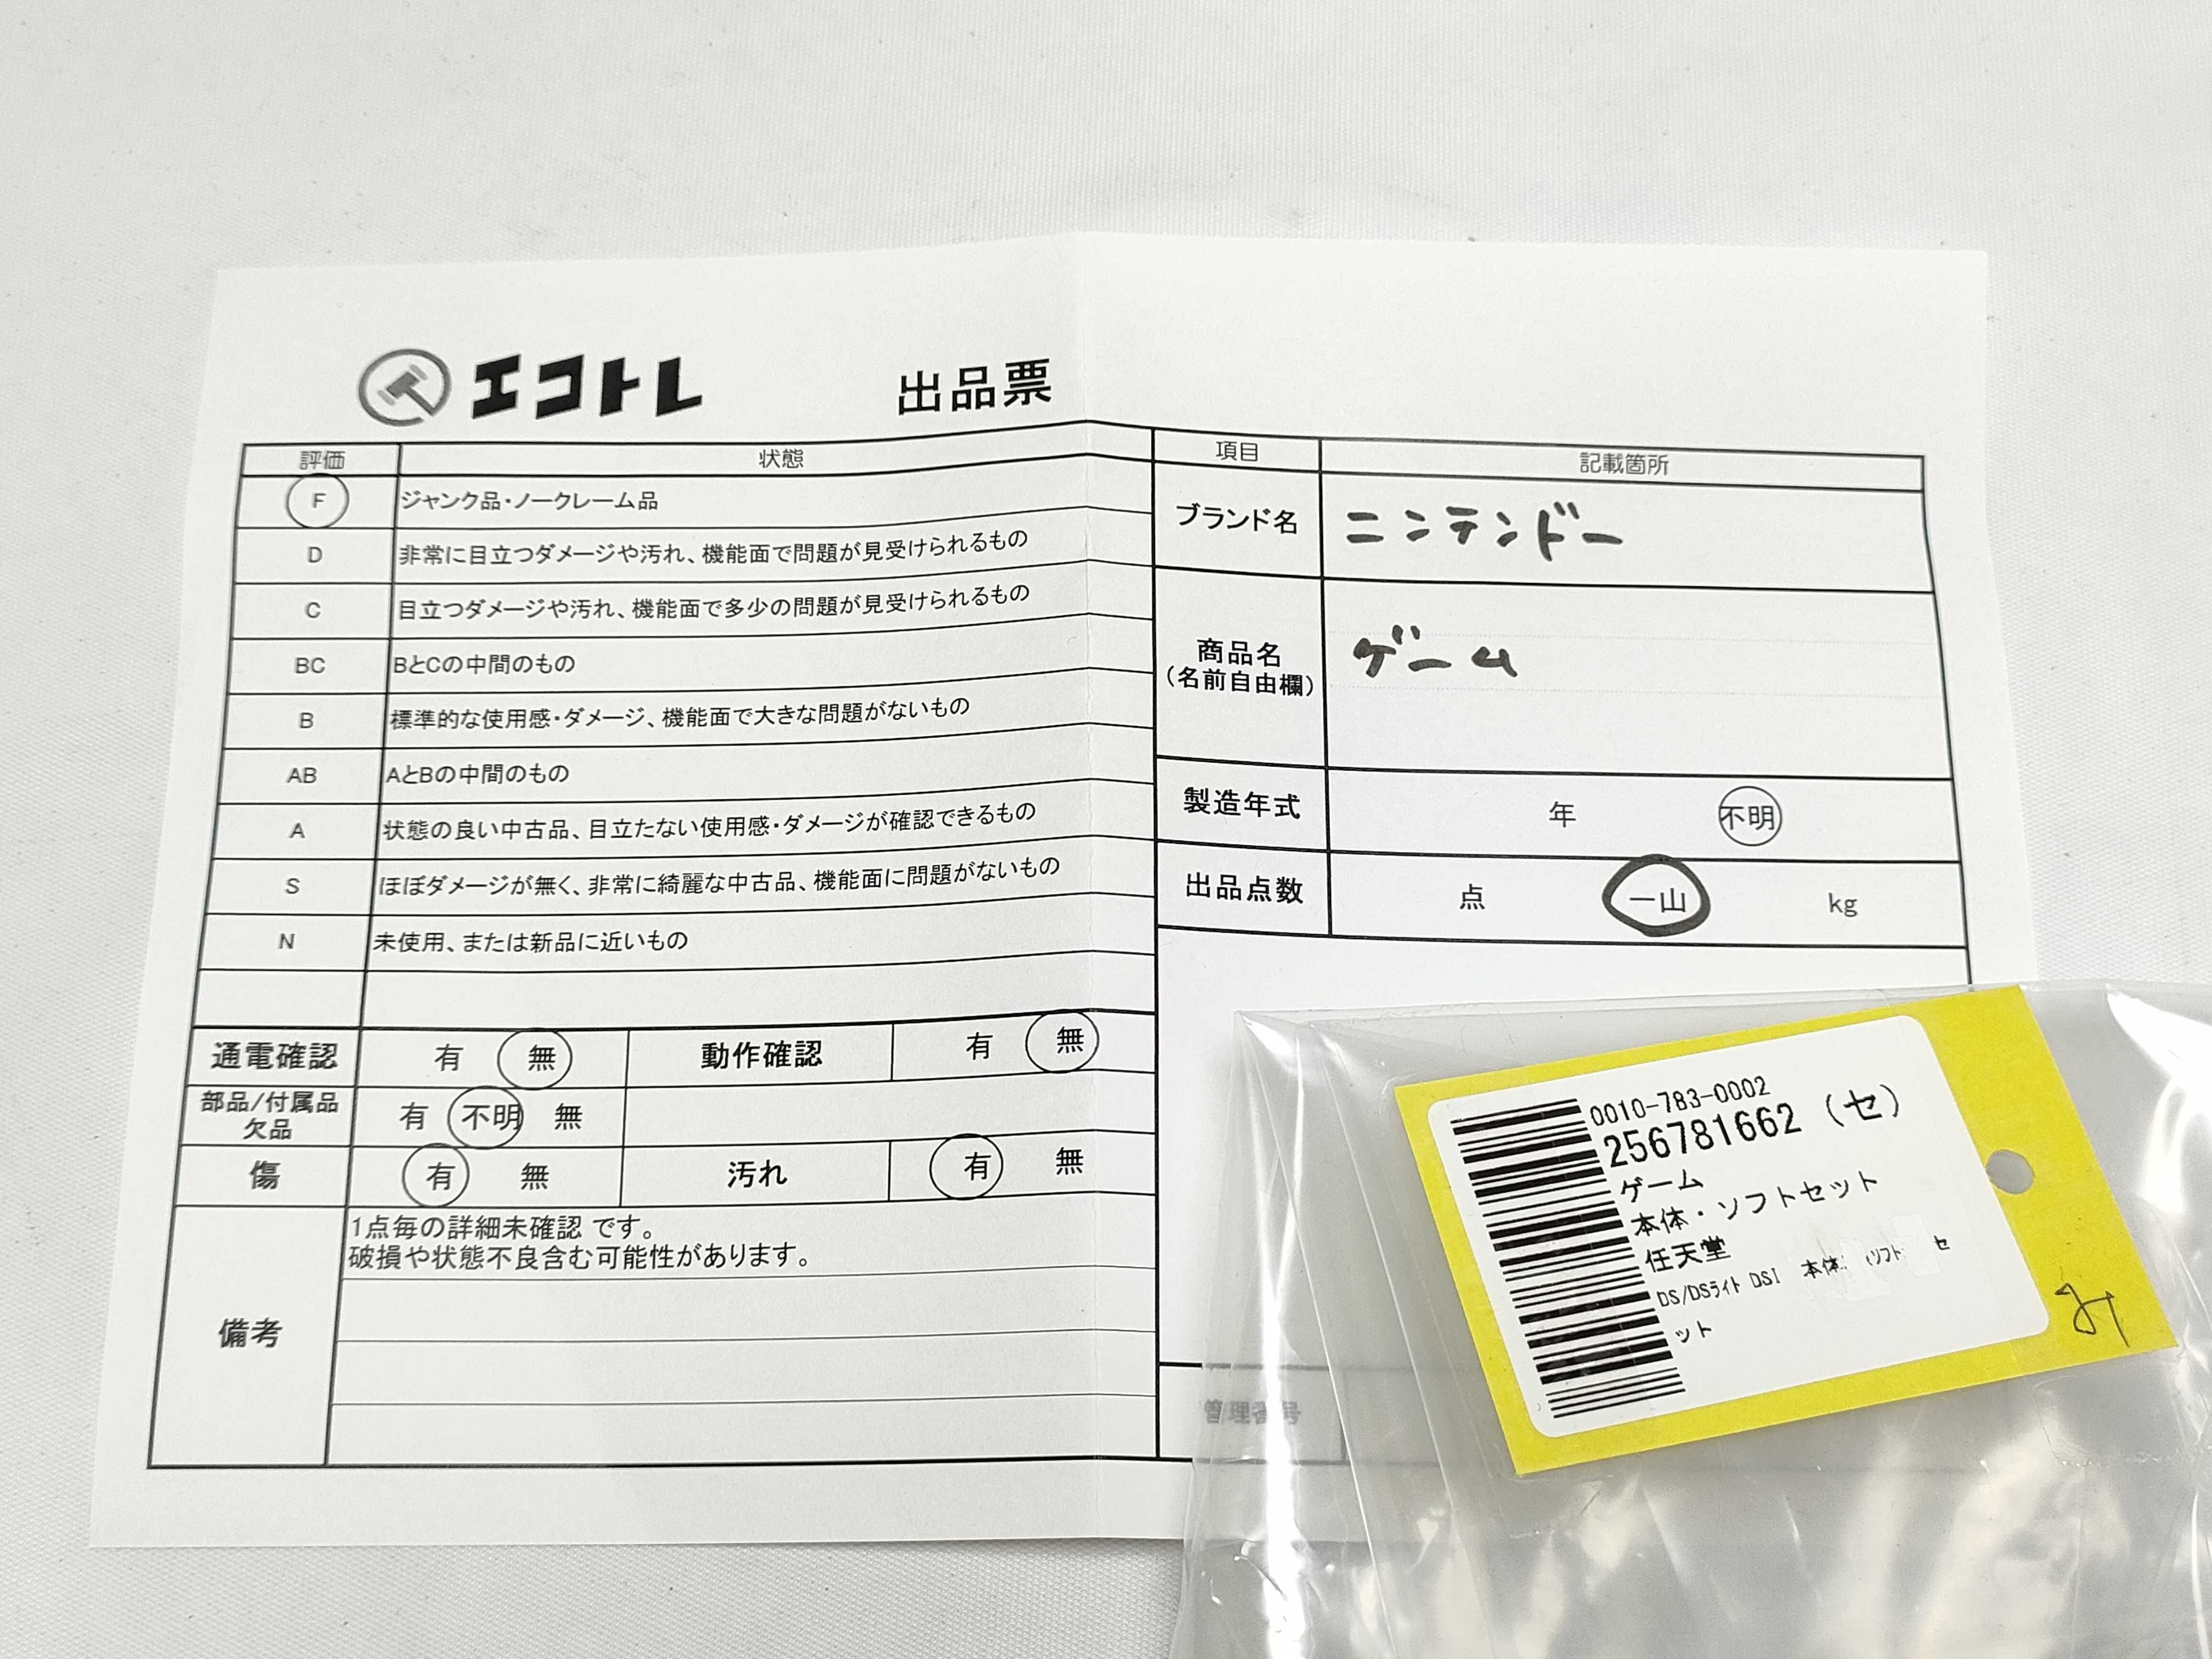 エコトレ 出品票
評価 状態
F ジャンク品・ノークレーム品
D 非常に目立つダメージや汚れ、機能面で問題が見受けられるもの
C 目立つダメージや汚れ、機能面で多少の問題が見受けられるもの
BC BとCの中間のもの
B 標準的な使用感・ダメージ、機能面で大きな問題がないもの
AB AとBの中間のもの
A 状態の良い中古品、目立たない使用感・ダメージが確認できるもの
S ほぼダメージが無く、非常に綺麗な中古品、機能面に問題がないもの
N 未使用、または新品に近いもの
通電確認 有 無 動作確認 有 無
部品/付属品
欠品 有 不明 無
傷 有 無 汚れ 有 無
備考
1点毎の詳細未確認 です。
破損や状態不良含む可能性があります。
項目 記載箇所
ブランド名 ニンテンドー
商品名
(名前自由欄)
ゲーム
製造年式 年 不明
出品点数 点 一山 kg
管理番号
0010-783-0002
256781662 (セ)
ゲーム
本体・ソフトセット
任天堂
DS/DSライト DSI 本体 ソフト セ
ット